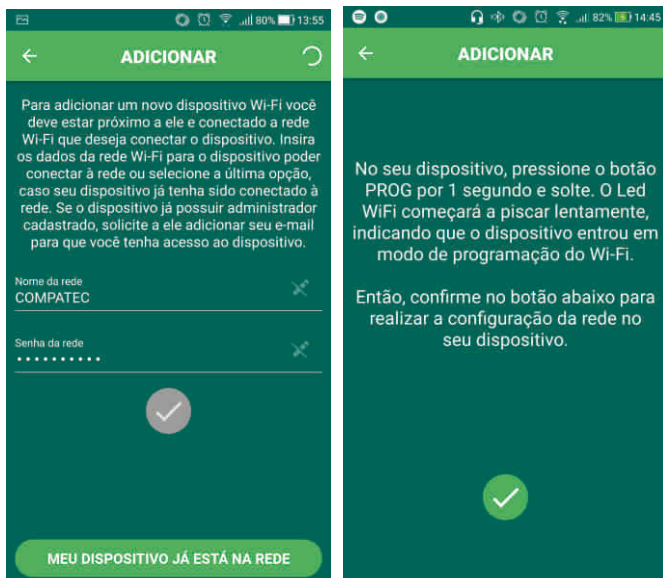 80% 13:55
ADICIONAR
Para adicionar um novo dispositivo Wi-Fi você
deve estar próximo a ele e conectado a rede
Wi-Fi que deseja conectar o dispositivo. Insira
os dados da rede Wi-Fi para o dispositivo poder
conectar à rede ou selecione a última opção,
caso seu dispositivo já tenha sido conectado à
rede. Se o dispositivo já possuir administrador
cadastrado, solicite a ele adicionar seu e-mail
para que você tenha acesso ao dispositivo.
Nome da rede
COMPATEC
Senha da rede
••••••••••
MEU DISPOSITIVO JÁ ESTÁ NA REDE
82% 14:45
ADICIONAR
No seu dispositivo, pressione o botão
PROG por 1 segundo e solte. O Led
WiFi começará a piscar lentamente,
indicando que o dispositivo entrou em
modo de programação do Wi-Fi.
Então, confirme no botão abaixo para
realizar a configuração da rede no
seu dispositivo.